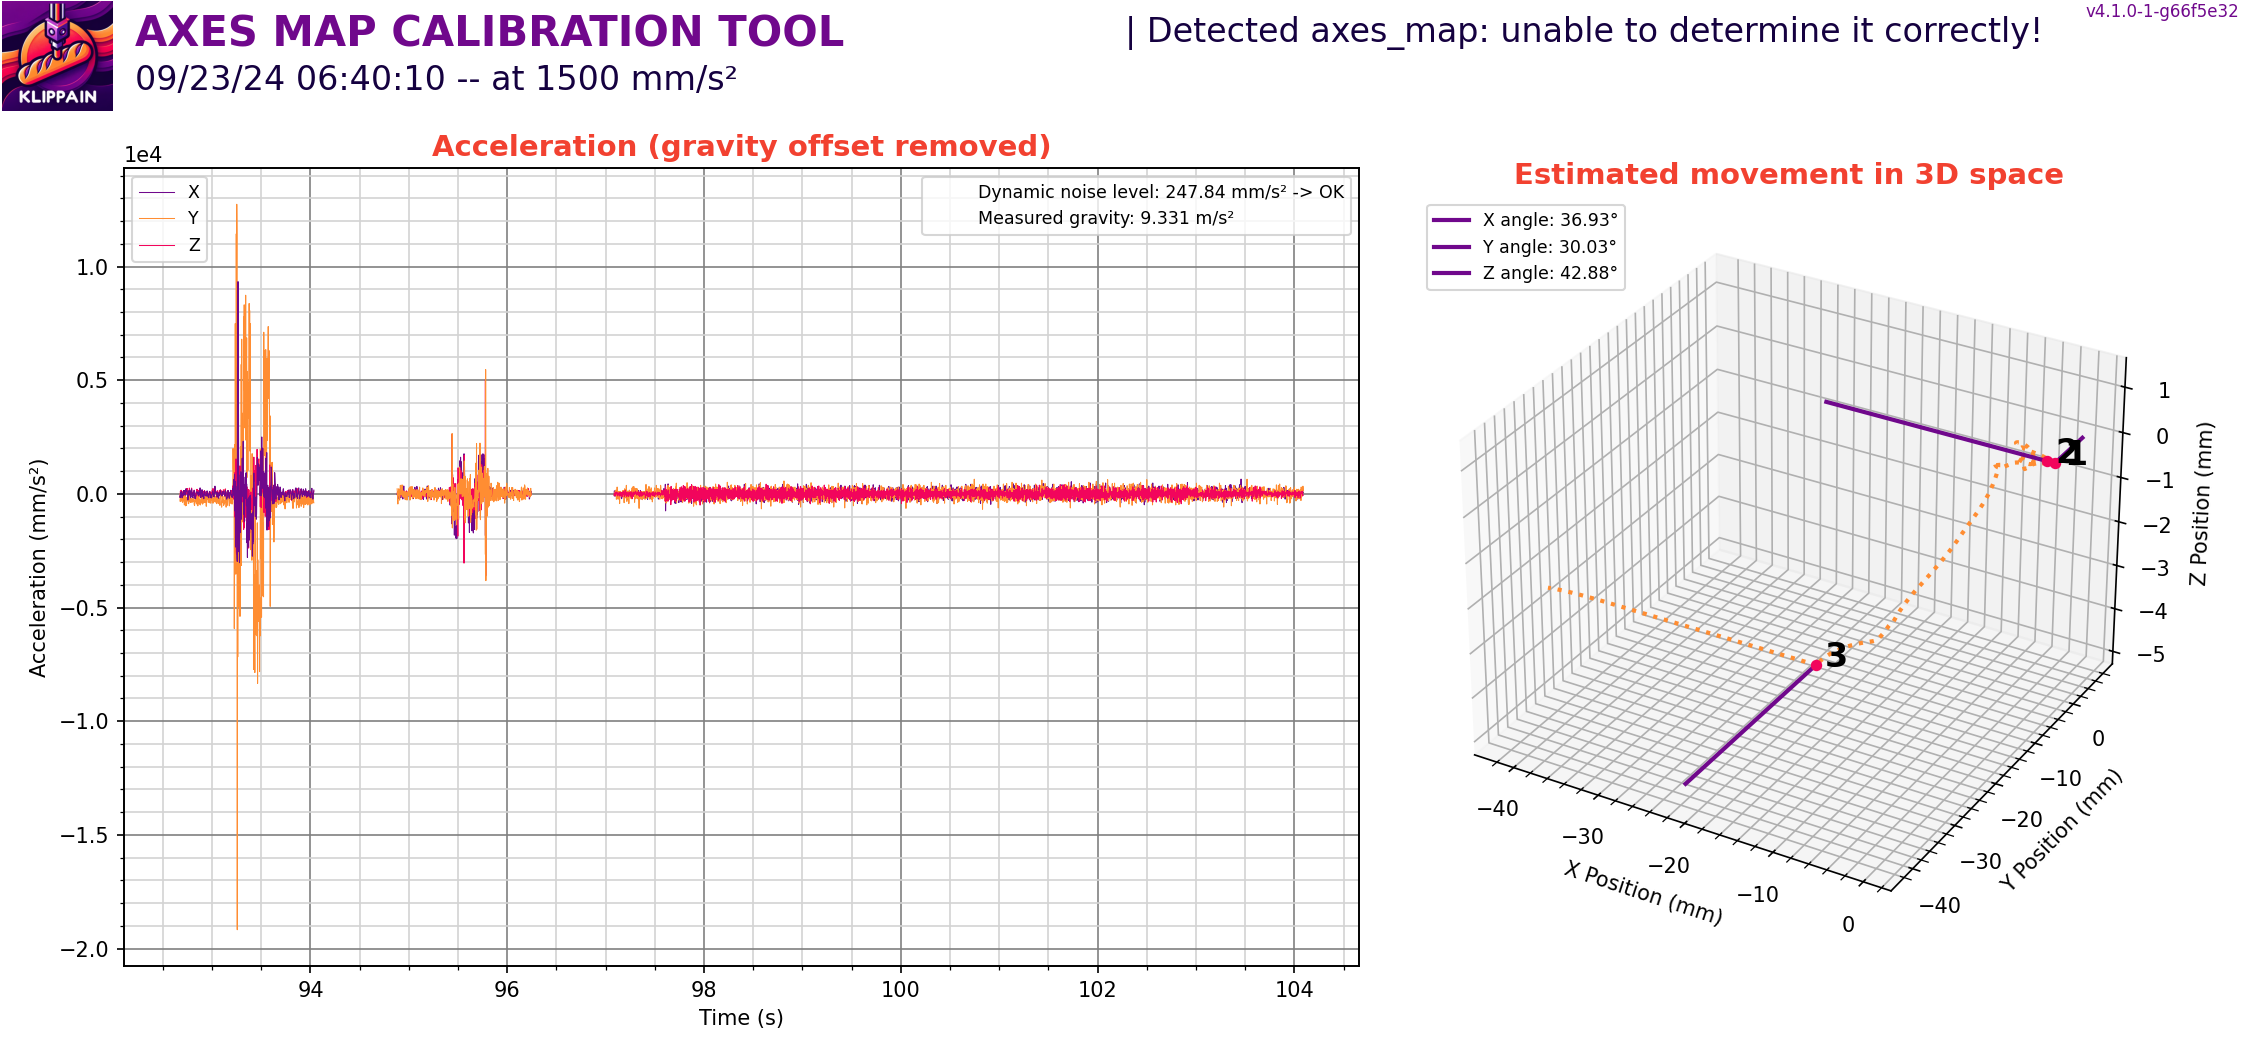 KLIPPAIN
AXES MAP CALIBRATION TOOL
09/23/24 06:40:10 -- at 1500 mm/s²
| Detected axes_map: unable to determine it correctly!
v4.1.0-1-g66f5e32
Acceleration (gravity offset removed)
1e4
X
Y
Z
Dynamic noise level: 247.84 mm/s² -> OK
Measured gravity: 9.331 m/s²
1.0
0.5
0.0
−0.5
−1.0
−1.5
−2.0
Acceleration (mm/s²)
94
96
98
100
102
104
Time (s)
Estimated movement in 3D space
X angle: 36.93°
Y angle: 30.03°
Z angle: 42.88°
2
1
3
1
0
−1
−2
−3
−4
−5
Z Position (mm)
0
−10
−20
−30
−40
Y Position (mm)
−40
−30
−20
−10
0
X Position (mm)